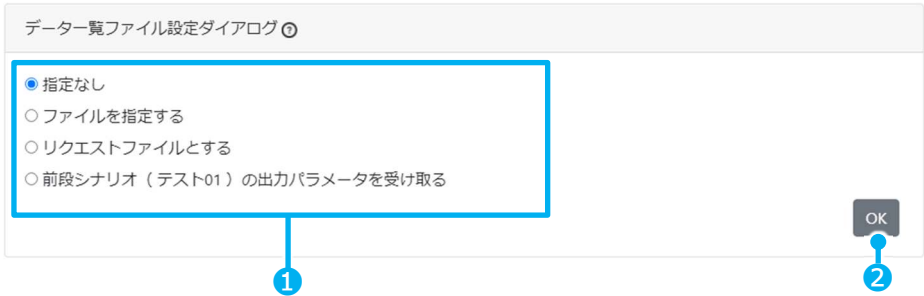 データ一覧ファイル設定ダイアログ ?
指定なし
ファイルを指定する
リクエストファイルとする
前段シナリオ（ テスト01 ）の出力パラメータを受け取る
OK
1
2